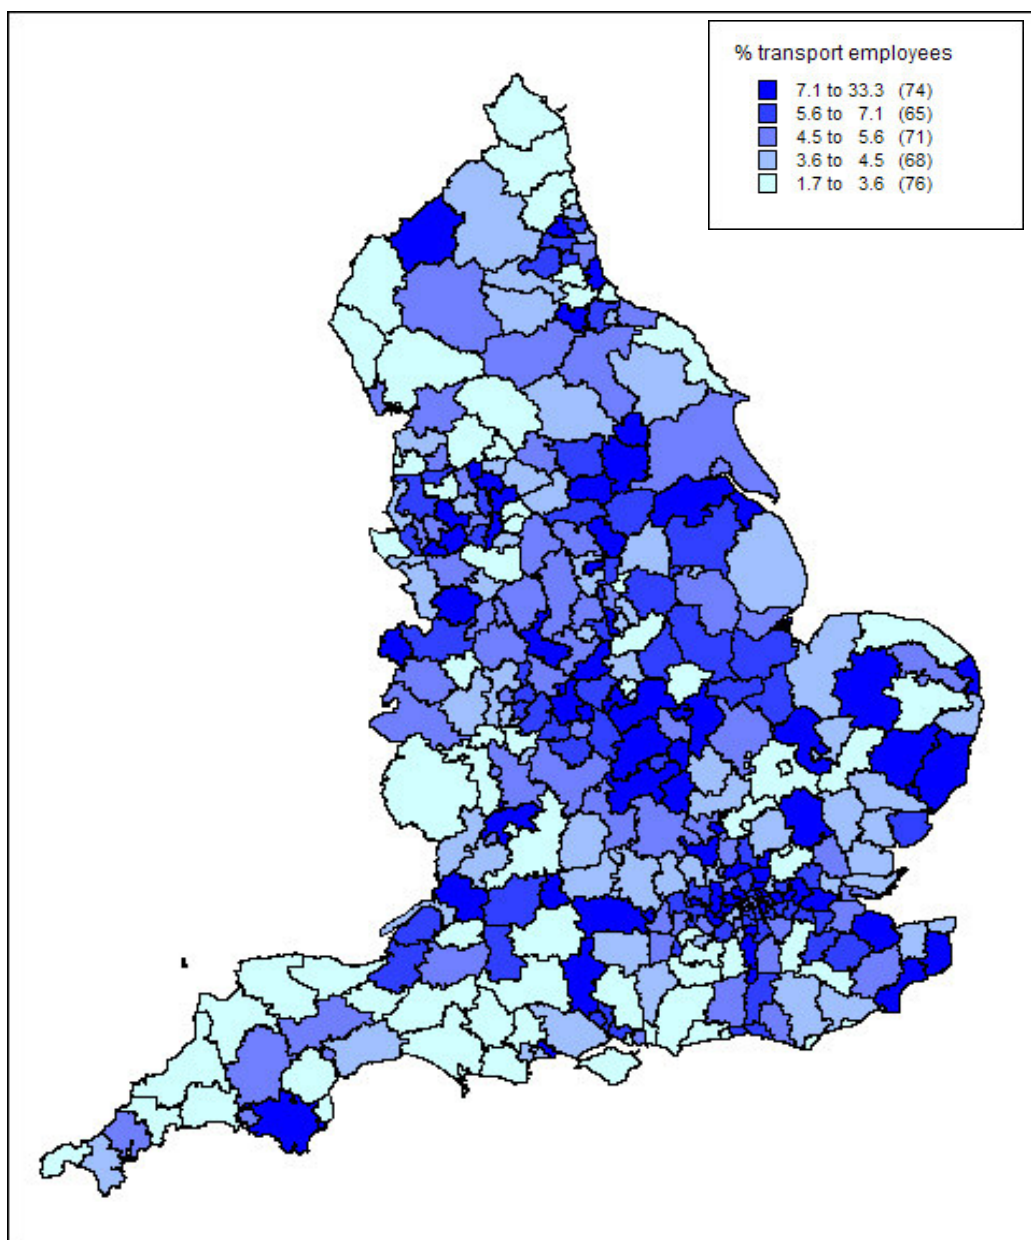 % transport employees
7.1 to 33.3 (74)
5.6 to 7.1 (65)
4.5 to 5.6 (71)
3.6 to 4.5 (68)
1.7 to 3.6 (76)